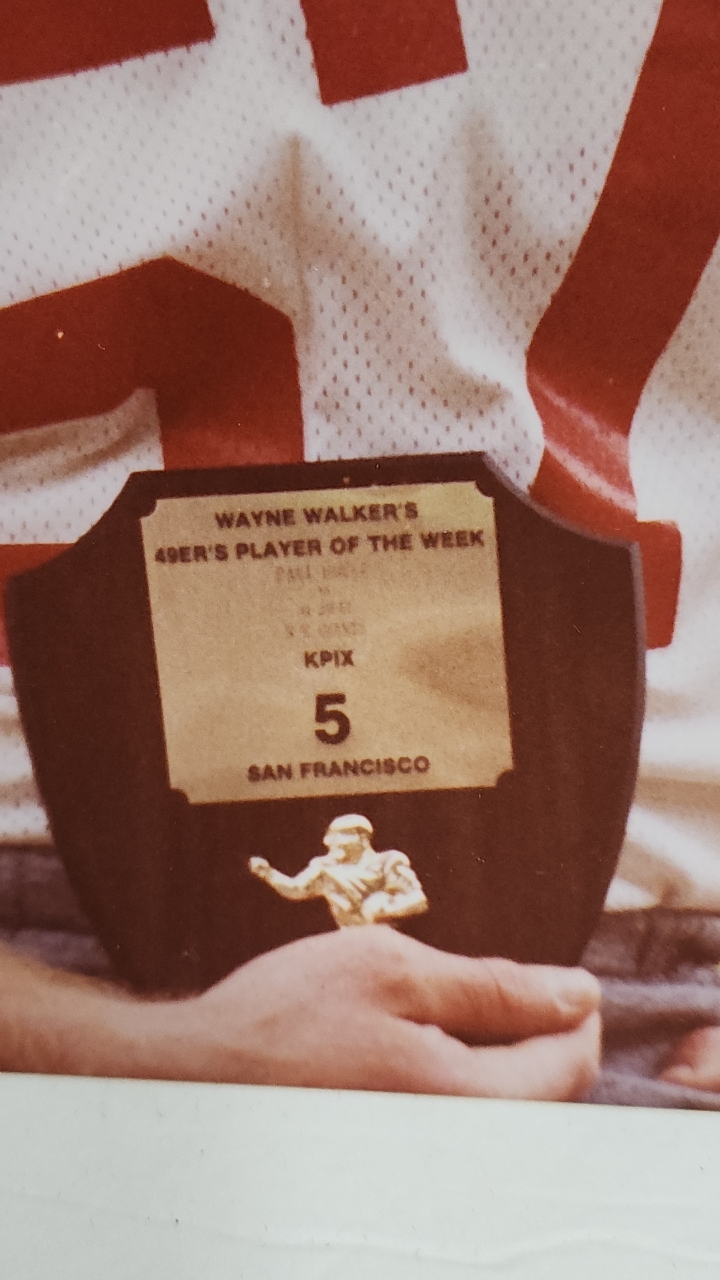 WAYNE WALKER'S
49ER'S PLAYER OF THE WEEK
KPIX
5
SAN FRANCISCO